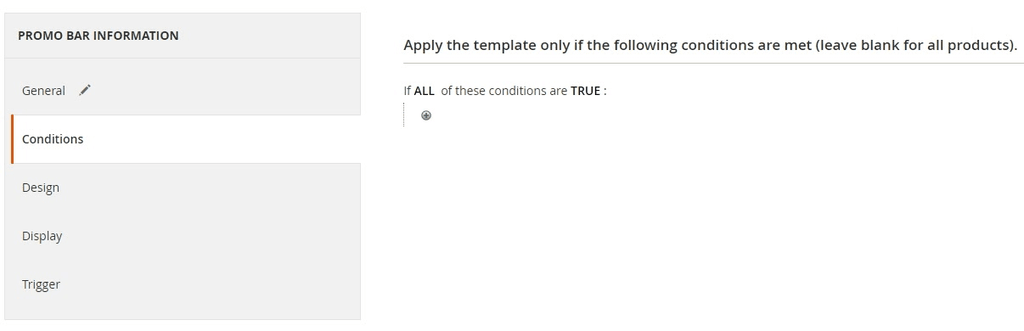 PROMO BAR INFORMATION
General
Conditions
Design
Display
Trigger
Apply the template only if the following conditions are met (leave blank for all products).
If ALL of these conditions are TRUE :